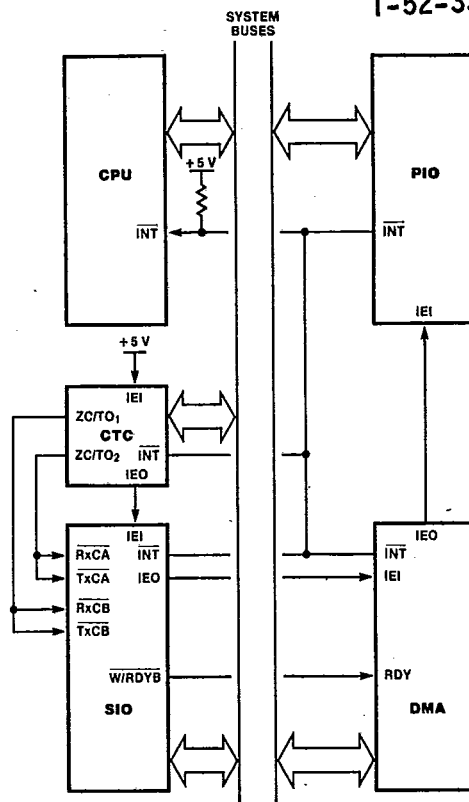 SYSTEM
BUSES
CPU
+5 V
INT
PIO
INT
IEI
+5 V
IEI
ZC/TO1
CTC
ZC/TO2
INT
IEO
IEI
RxCA
INT
TxCA
IEO
RxCB
TxCB
W/RDYB
SIO
IEO
INT
IEI
RDY
DMA